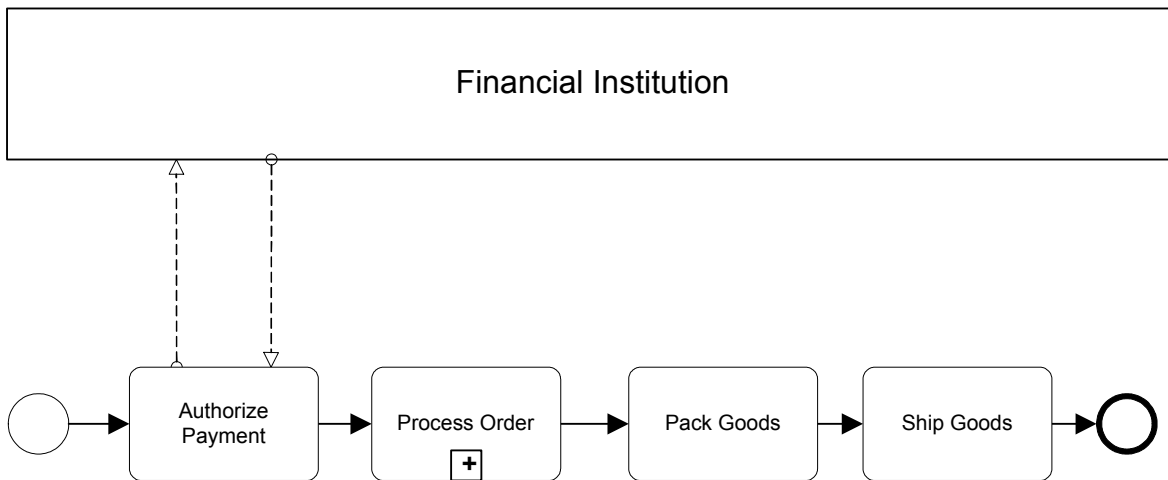 Financial Institution
Authorize
Payment
Process Order
Pack Goods
Ship Goods
+